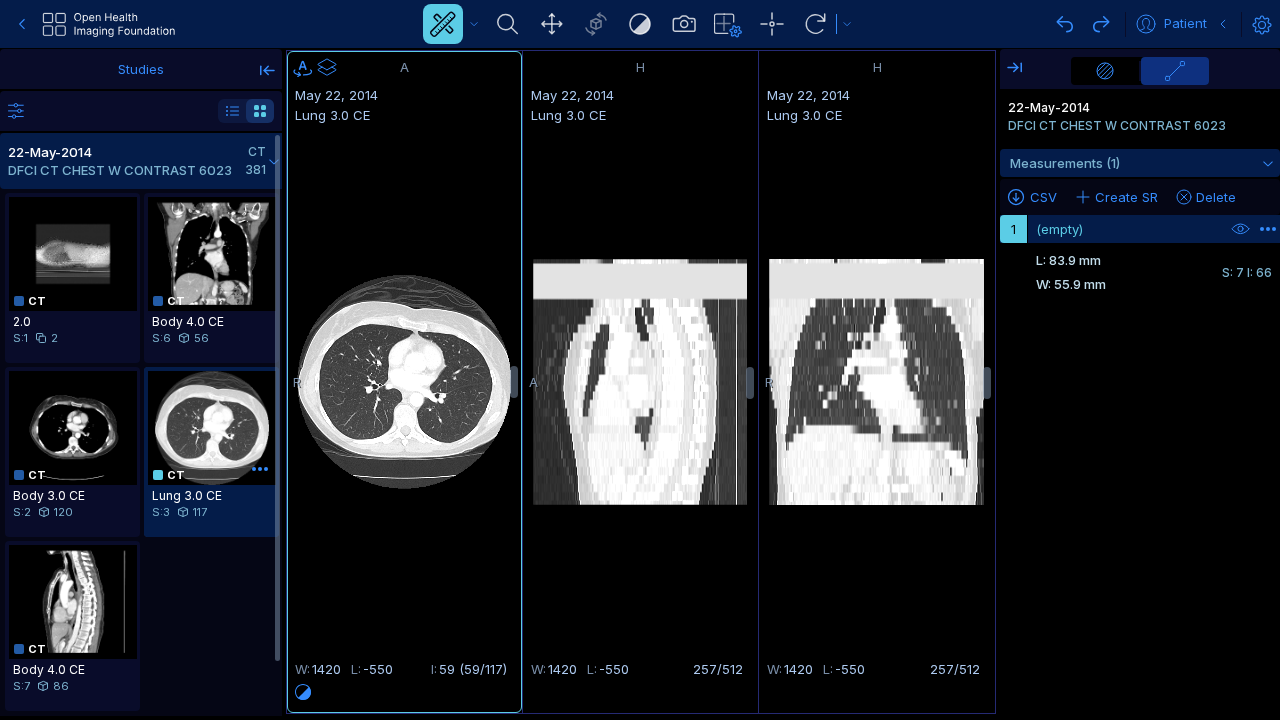 Open Health
Imaging Foundation
Patient
Studies
22-May-2014
CT
DFCI CT CHEST W CONTRAST 6023
381
CT
2.0
S:1 2
CT
Body 4.0 CE
S:6 56
CT
Body 3.0 CE
S:2 120
CT
Lung 3.0 CE
S:3 117
CT
Body 4.0 CE
S:7 86
A
A
May 22, 2014
Lung 3.0 CE
R
W:1420 L:-550 I:59 (59/117)
H
May 22, 2014
Lung 3.0 CE
A
W:1420 L:-550 257/512
H
May 22, 2014
Lung 3.0 CE
R
W:1420 L:-550 257/512
22-May-2014
DFCI CT CHEST W CONTRAST 6023
Measurements (1)
CSV Create SR Delete
1 (empty)
L: 83.9 mm
S: 7 I: 66
W: 55.9 mm